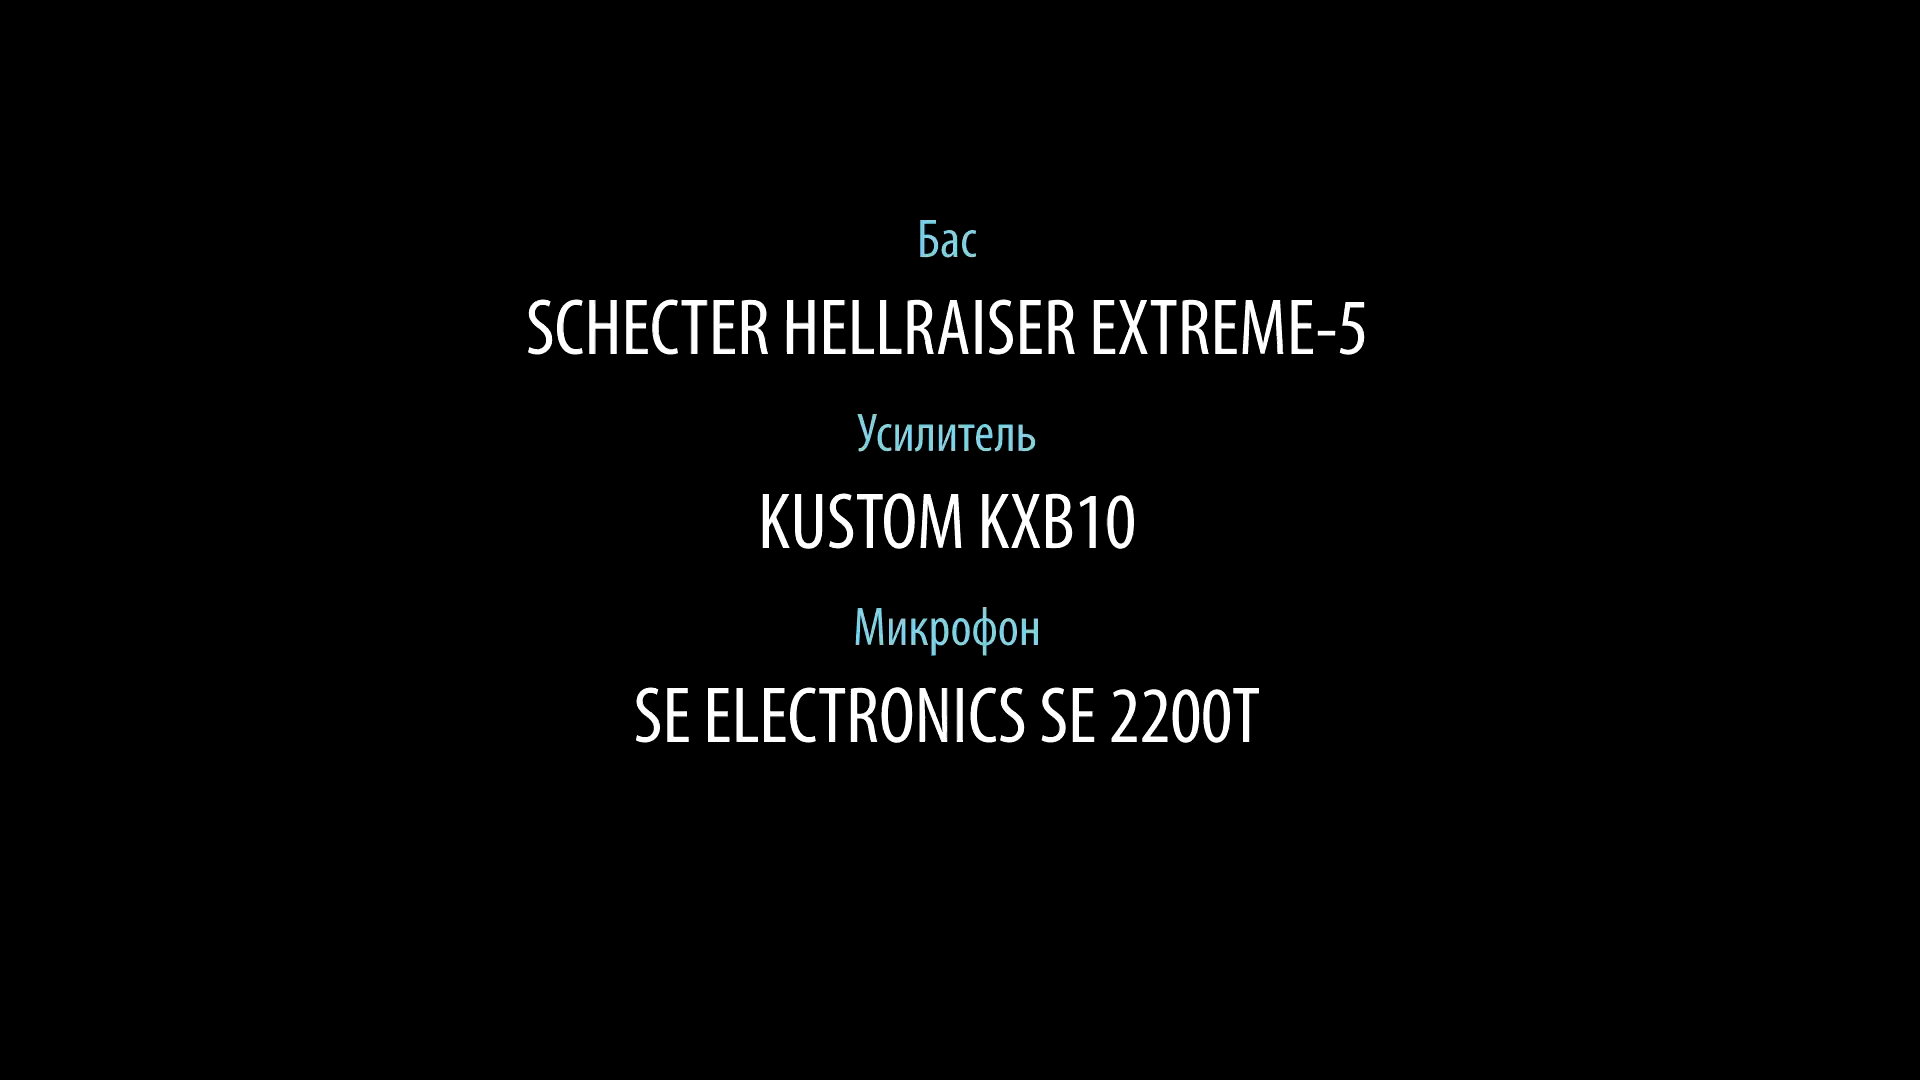 Бас
SCHECTER HELLRAISER EXTREME-5
Усилитель
KUSTOM KXB10
Микрофон
SE ELECTRONICS SE 2200T